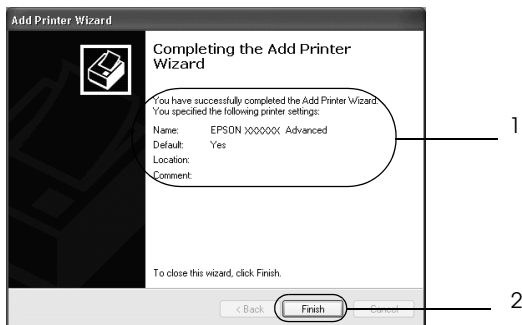 Add Printer Wizard
Completing the Add Printer
Wizard
You have successfully completed the Add Printer Wizard.
You specified the following printer settings:
Name: EPSON XXXXXX Advanced
Default: Yes
Location:
Comment:
1
To close this wizard, click Finish.
< Back Finish Cancel
2